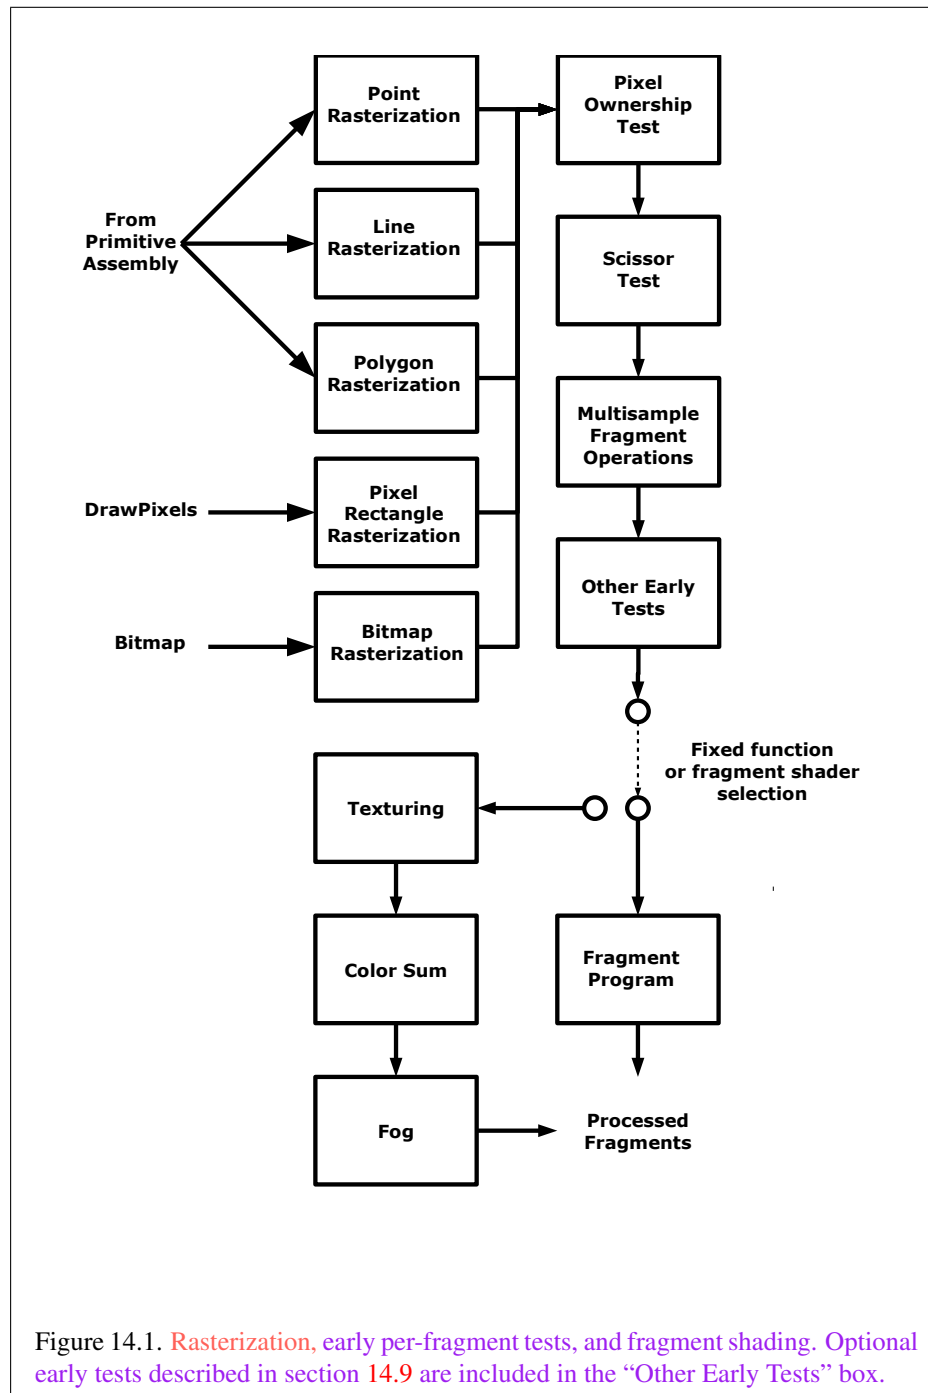 Point
Rasterization
Pixel
Ownership
Test
From
Primitive
Assembly
Line
Rasterization
Scissor
Test
Polygon
Rasterization
Multisample
Fragment
Operations
DrawPixels
Pixel
Rectangle
Rasterization
Other Early
Tests
Bitmap
Bitmap
Rasterization
Fixed function
or fragment shader
selection
Texturing
Color Sum
Fragment
Program
Fog
Processed
Fragments
Figure 14.1. Rasterization, early per-fragment tests, and fragment shading. Optional
early tests described in section 14.9 are included in the “Other Early Tests” box.